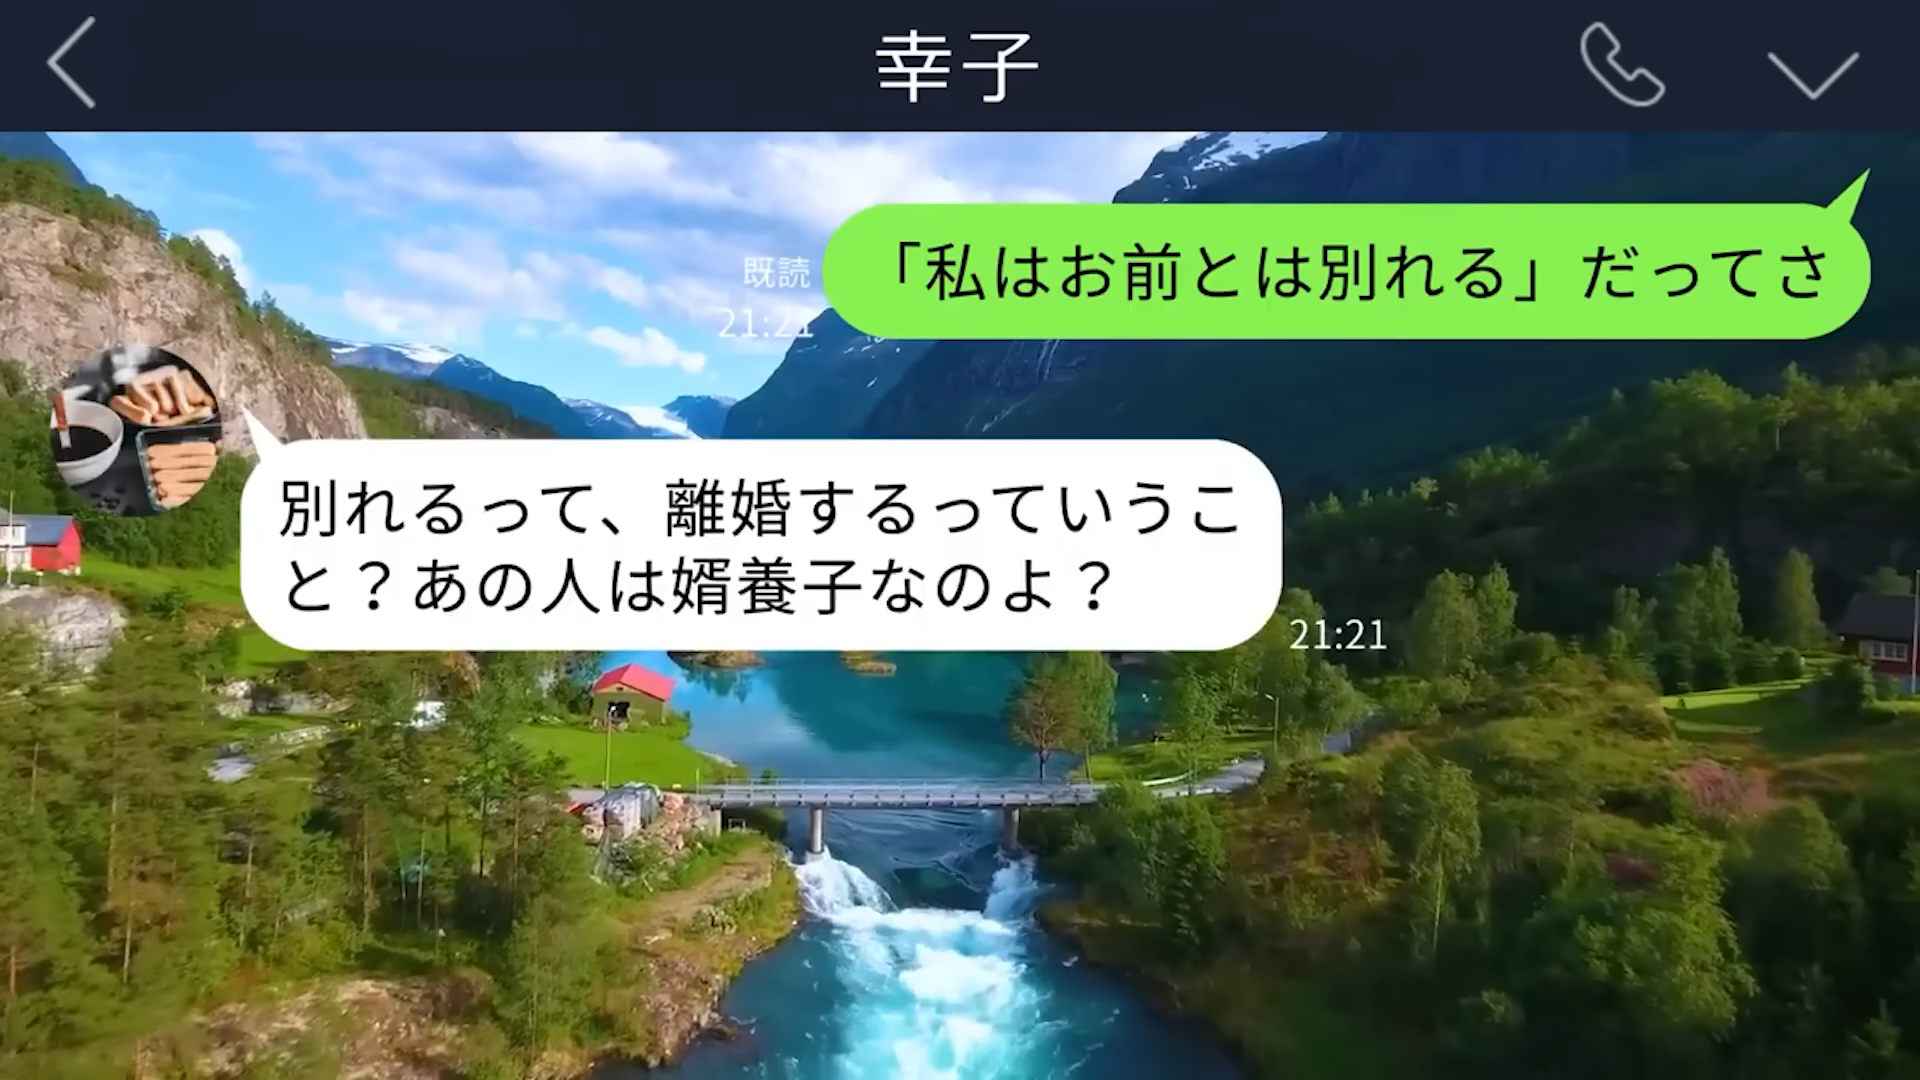 幸子
「私はお前とは別れる」だってさ
既読
21:21
別れるって、離婚するっていうこ
と？あの人は婿養子なのよ？
21:21